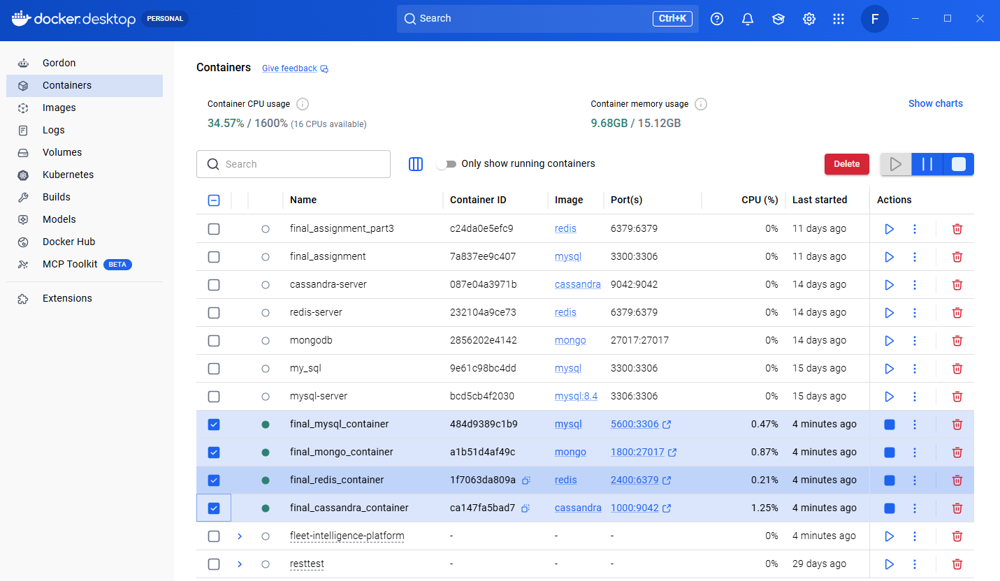 docker.desktop PERSONAL Search Ctrl+K F
Gordon
Containers
Images
Logs
Volumes
Kubernetes
Builds
Models
Docker Hub
MCP Toolkit BETA
Extensions
Containers Give feedback
Container CPU usage
34.57% / 1600% (16 CPUs available)
Container memory usage
9.68GB / 15.12GB
Show charts
Search
Only show running containers
Delete
Name Container ID Image Port(s) CPU (%) Last started Actions
final_assignment_part3 c24da0e5efc9 redis 6379:6379 0% 11 days ago
final_assignment 7a837ee9c407 mysql 3300:3306 0% 11 days ago
cassandra-server 087e04a3971b cassandra 9042:9042 0% 14 days ago
redis-server 232104a9ce73 redis 6379:6379 0% 14 days ago
mongodb 2856202e4142 mongo 27017:27017 0% 14 days ago
my_sql 9e61c98bc4dd mysql 3300:3306 0% 15 days ago
mysql-server bcd5cb4f2030 mysql:8.4 3306:3306 0% 15 days ago
final_mysql_container 484d9389c1b9 mysql 5600:3306 0.47% 4 minutes ago
final_mongo_container a1b51d4af49c mongo 1800:27017 0.87% 4 minutes ago
final_redis_container 1f7063da809a redis 2400:6379 0.21% 4 minutes ago
final_cassandra_container ca147fa5bad7 cassandra 1000:9042 1.25% 4 minutes ago
fleet-intelligence-platform - - - 0% 4 minutes ago
resttest - - - 0% 29 days ago